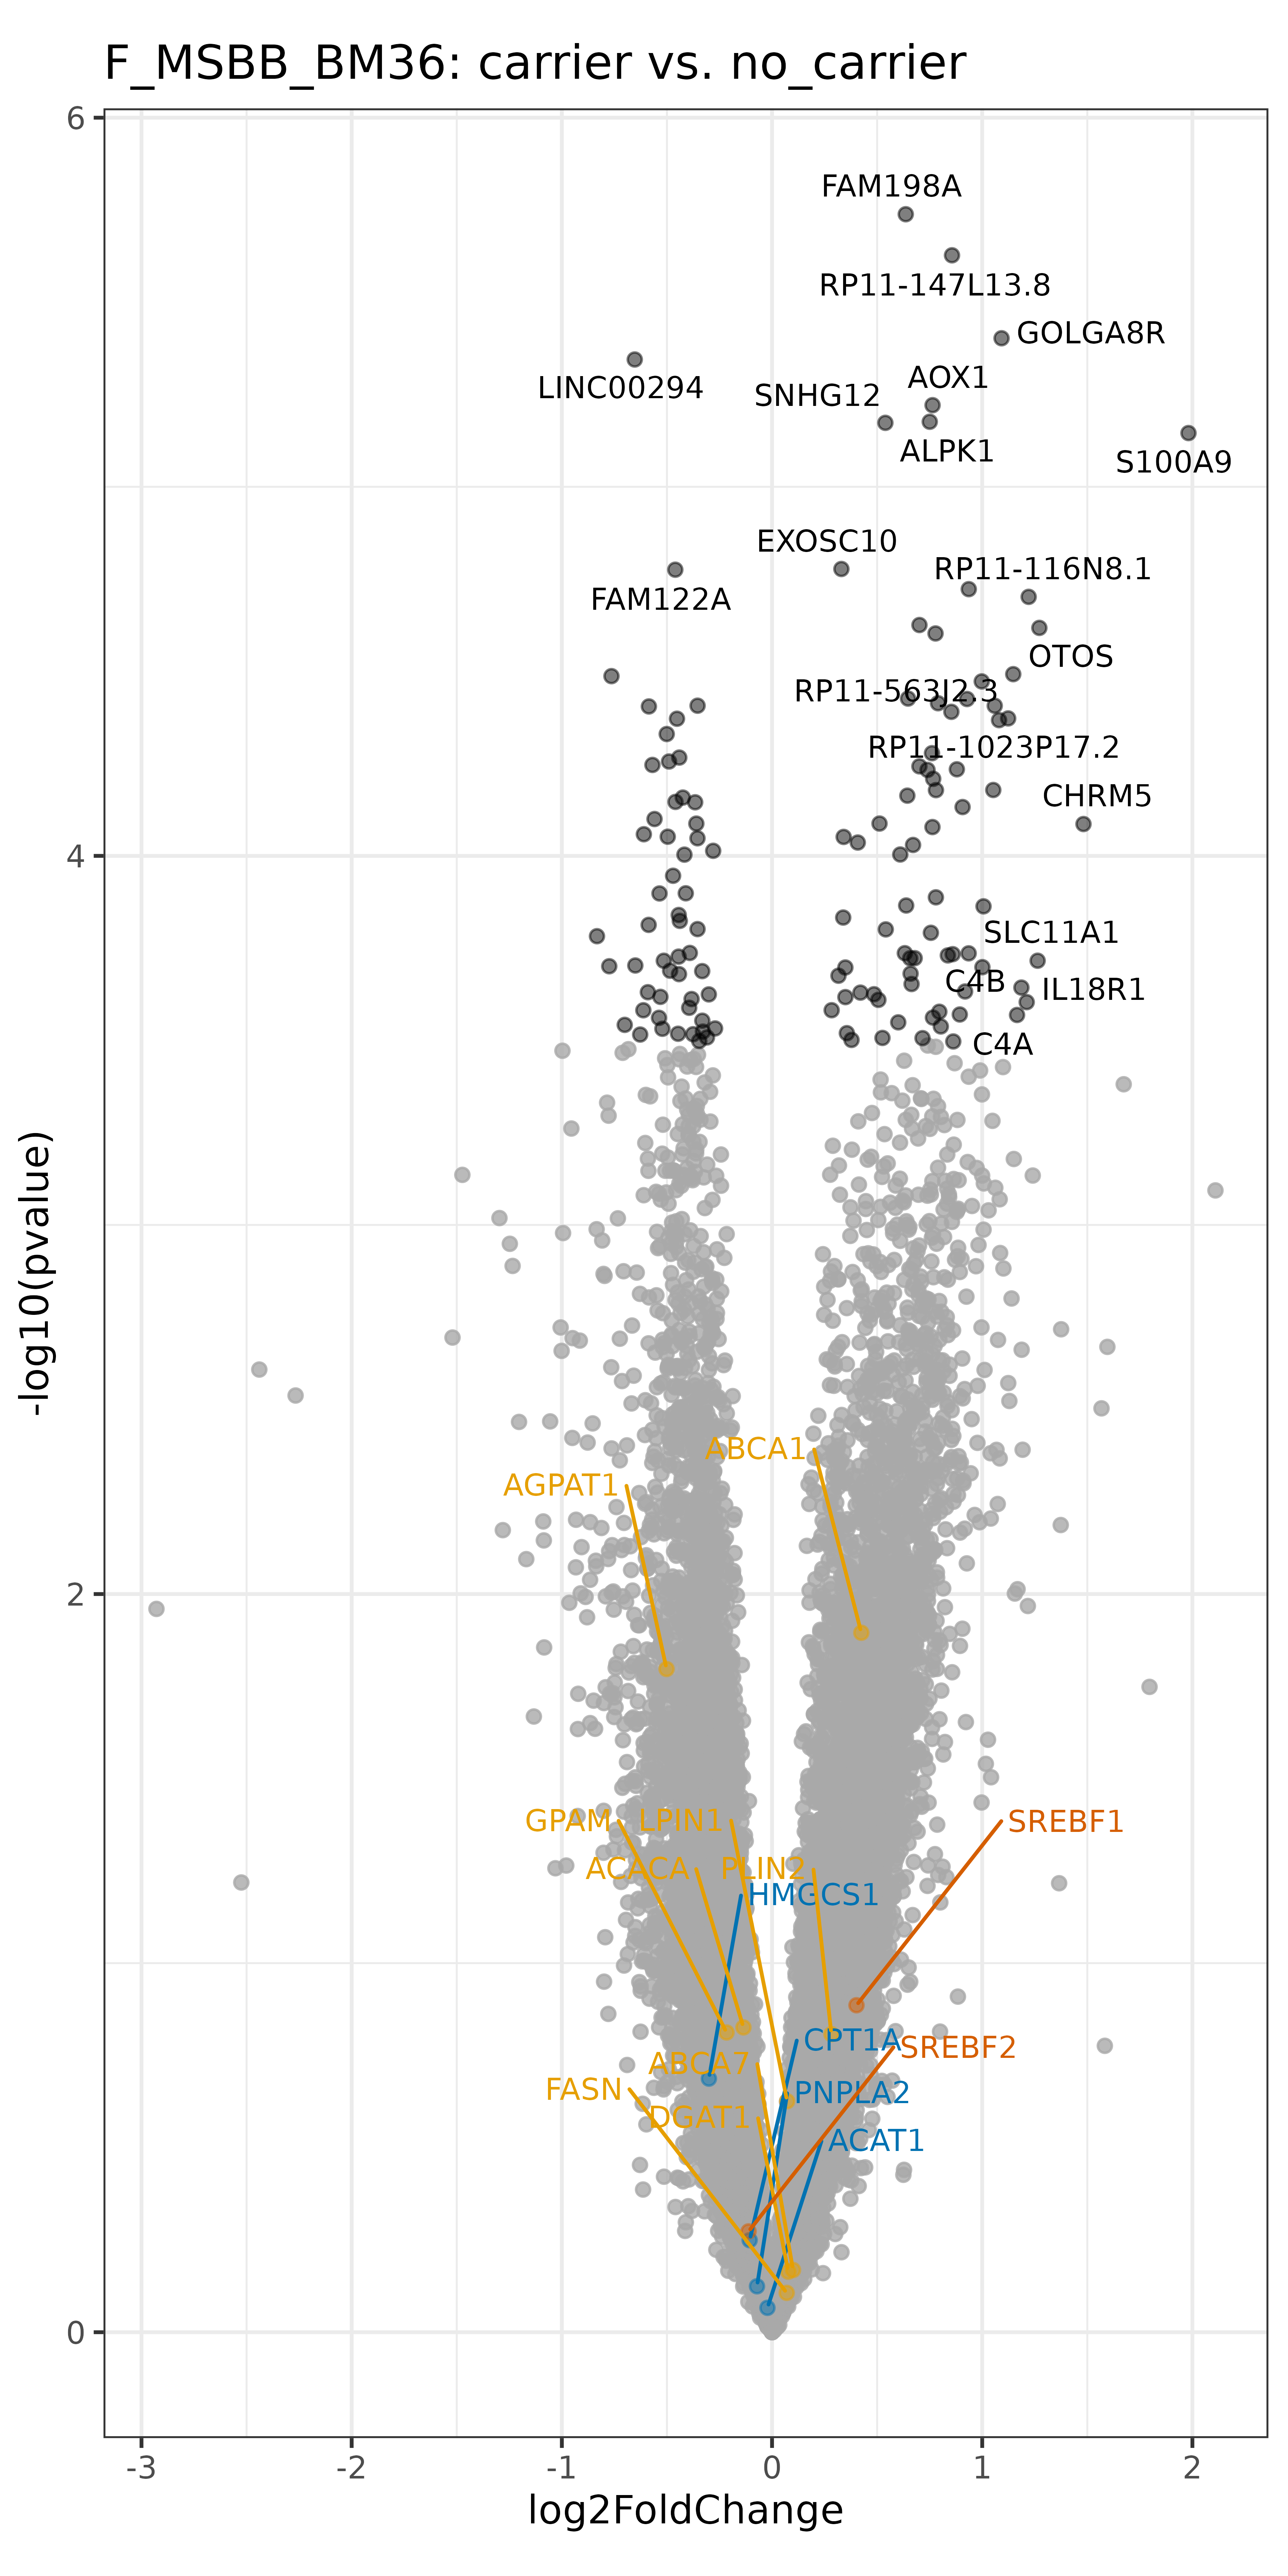 F_MSBB_BM36: carrier vs. no_carrier
6
FAM198A
RP11-147L13.8
GOLGA8R
LINC00294
AOX1
SNHG12
ALPK1
S100A9
EXOSC10
RP11-116N8.1
FAM122A
OTOS
RP11-563J2.3
RP11-1023P17.2
CHRM5
4
SLC11A1
C4B
IL18R1
C4A
-log10(pvalue)
ABCA1
AGPAT1
2
GPAM
LPIN1
SREBF1
ACACA
PLIN2
HMGCS1
CPT1A
SREBF2
ABCA7
FASN
PNPLA2
DGAT1
ACAT1
0
-3
-2
-1
0
1
2
log2FoldChange